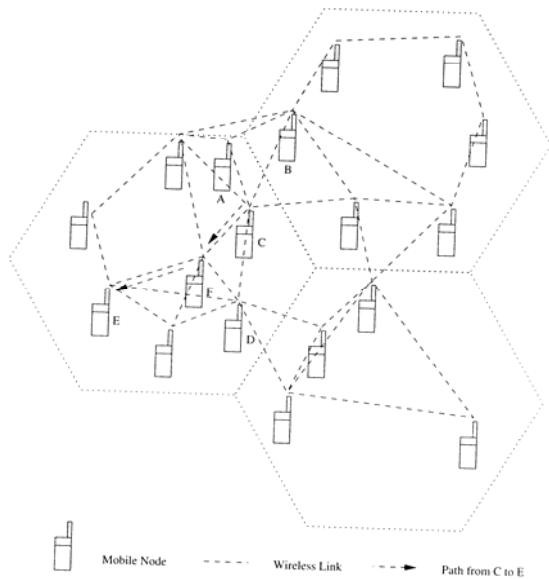 B
A
C
F
E
D
Mobile Node
Wireless Link
Path from C to E